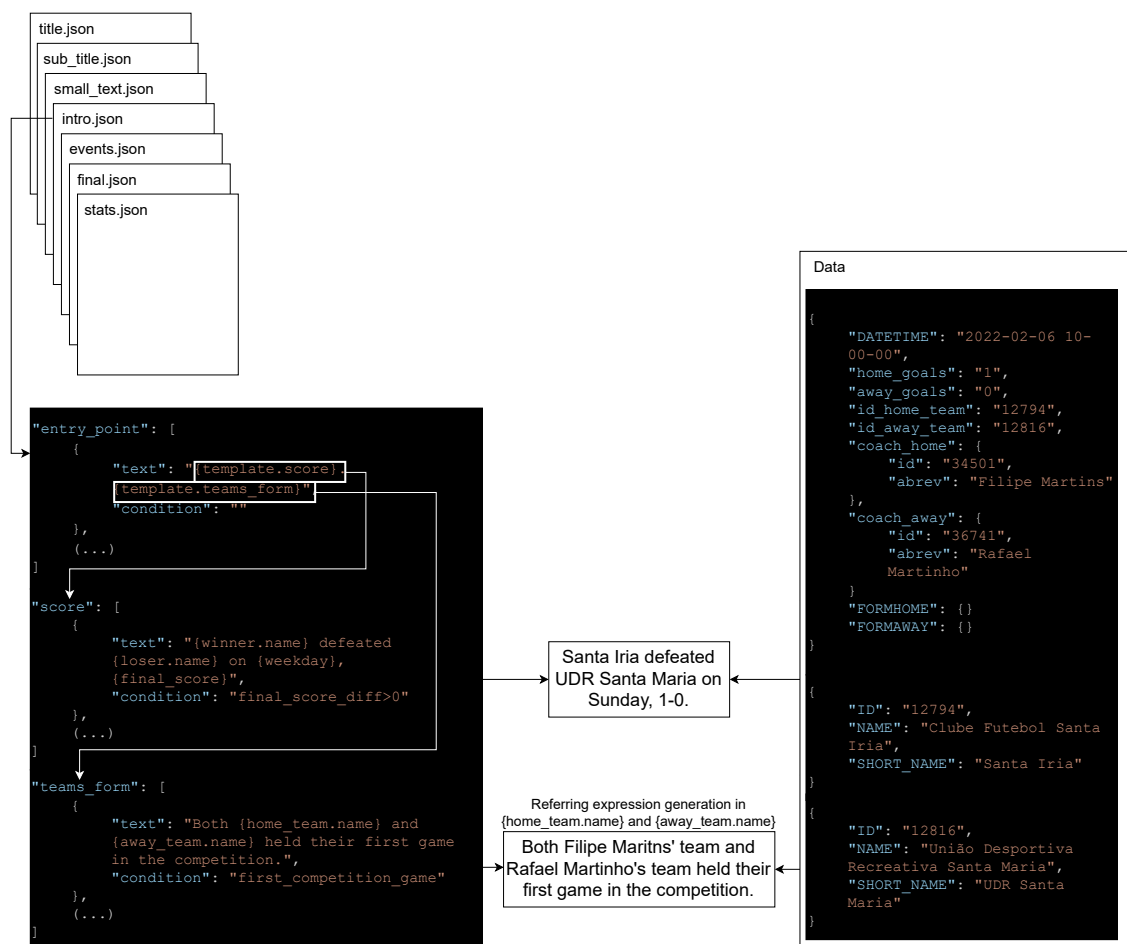 title.json
sub_title.json
small_text.json
intro.json
events.json
final.json
stats.json
"entry_point": [
{
"text": "{template.score}.
{template.teams_form}",
"condition": ""
},
(...)
]
"score": [
{
"text": "{winner.name} defeated
{loser.name} on {weekday},
{final_score}",
"condition": "final_score_diff>0"
},
(...)
]
"teams_form": [
{
"text": "Both {home_team.name} and
{away_team.name} held their first game
in the competition.",
"condition": "first_competition_game"
},
(...)
]
Santa Iria defeated
UDR Santa Maria on
Sunday, 1-0.
Referring expression generation in
{home_team.name} and {away_team.name}
Both Filipe Maritns' team and
Rafael Martinho's team held their
first game in the competition.
Data
{
"DATETIME": "2022-02-06 10-
00-00",
"home_goals": "1",
"away_goals": "0",
"id_home_team": "12794",
"id_away_team": "12816",
"coach_home": {
"id": "34501",
"abrev": "Filipe Martins"
},
"coach_away": {
"id": "36741",
"abrev": "Rafael
Martinho"
}
"FORMHOME": {}
"FORMAWAY": {}
}
{
"ID": "12794",
"NAME": "Clube Futebol Santa
Iria",
"SHORT_NAME": "Santa Iria"
}
{
"ID": "12816",
"NAME": "União Desportiva
Recreativa Santa Maria",
"SHORT_NAME": "UDR Santa
Maria"
}